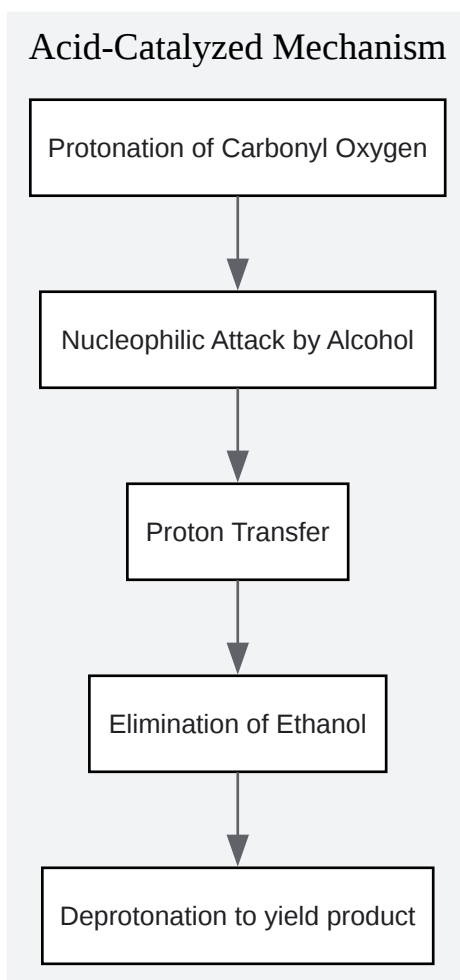 Acid-Catalyzed Mechanism
Protonation of Carbonyl Oxygen
Nucleophilic Attack by Alcohol
Proton Transfer
Elimination of Ethanol
Deprotonation to yield product